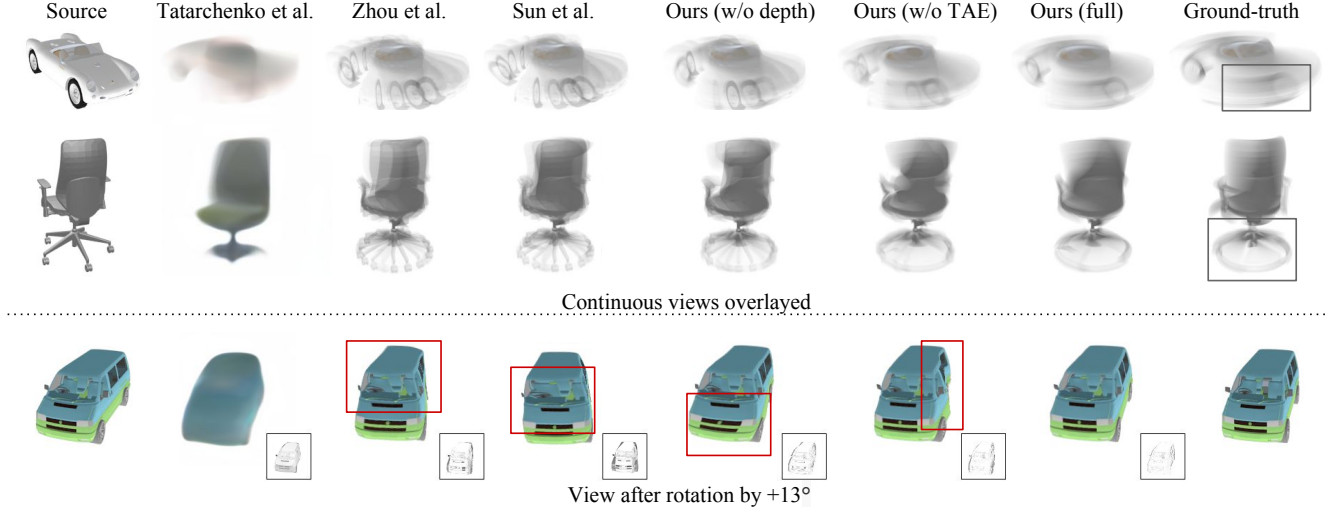 Source Tatarchenko et al. Zhou et al. Sun et al. Ours (w/o depth) Ours (w/o TAE) Ours (full) Ground-truth
Continuous views overlayed
View after rotation by +13°